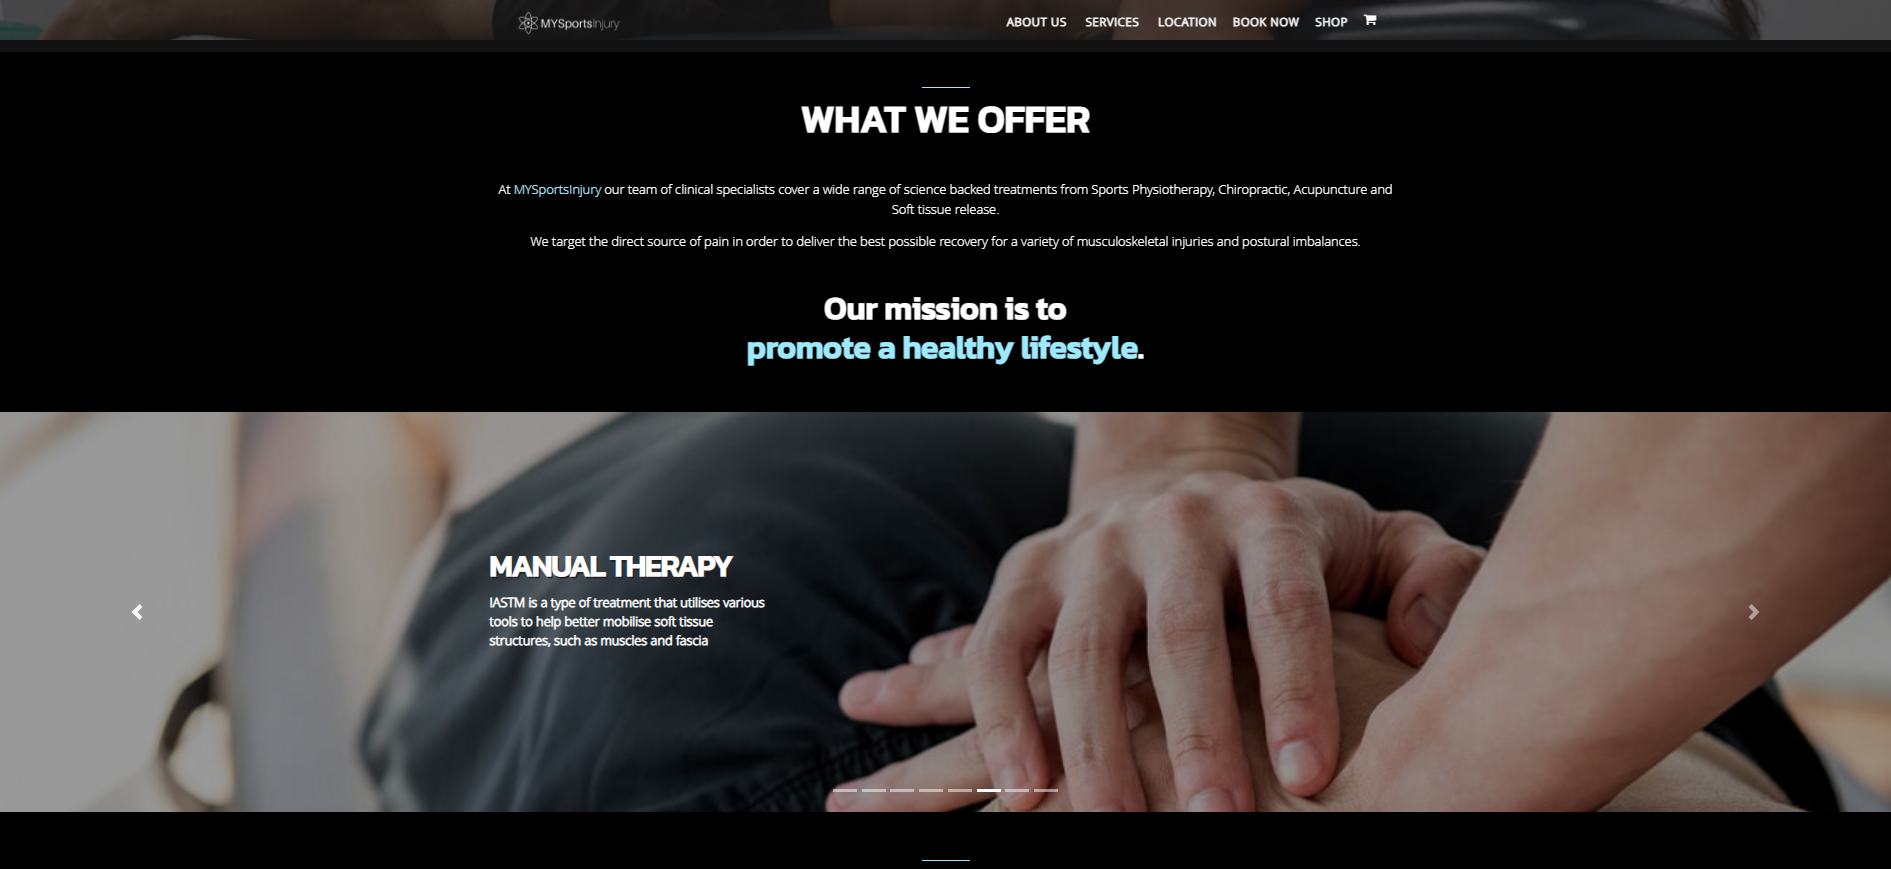 MYSportsInjury
ABOUT US SERVICES LOCATION BOOK NOW SHOP
WHAT WE OFFER
At MYSportsInjury our team of clinical specialists cover a wide range of science backed treatments from Sports Physiotherapy, Chiropractic, Acupuncture and
Soft tissue release.
We target the direct source of pain in order to deliver the best possible recovery for a variety of musculoskeletal injuries and postural imbalances.
Our mission is to
promote a healthy lifestyle.
MANUAL THERAPY
IASTM is a type of treatment that utilises various
tools to help better mobilise soft tissue
structures, such as muscles and fascia